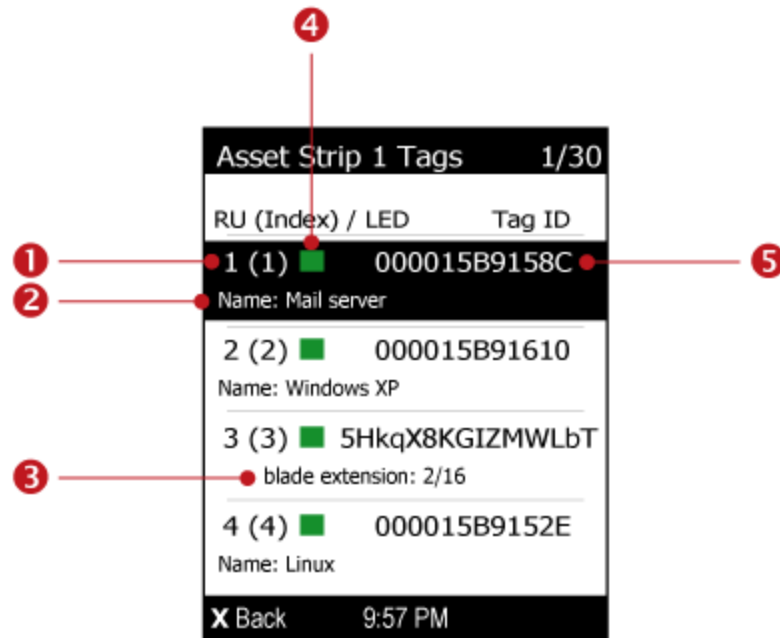 4
Asset Strip 1 Tags 1/30
RU (Index) / LED Tag ID
1 1 (1) 000015B9158C 5
2 Name: Mail server
2 (2) 000015B91610
Name: Windows XP
3 (3) 5HkqX8KGIZMWLbT
3 blade extension: 2/16
4 (4) 000015B9152E
Name: Linux
X Back 9:57 PM